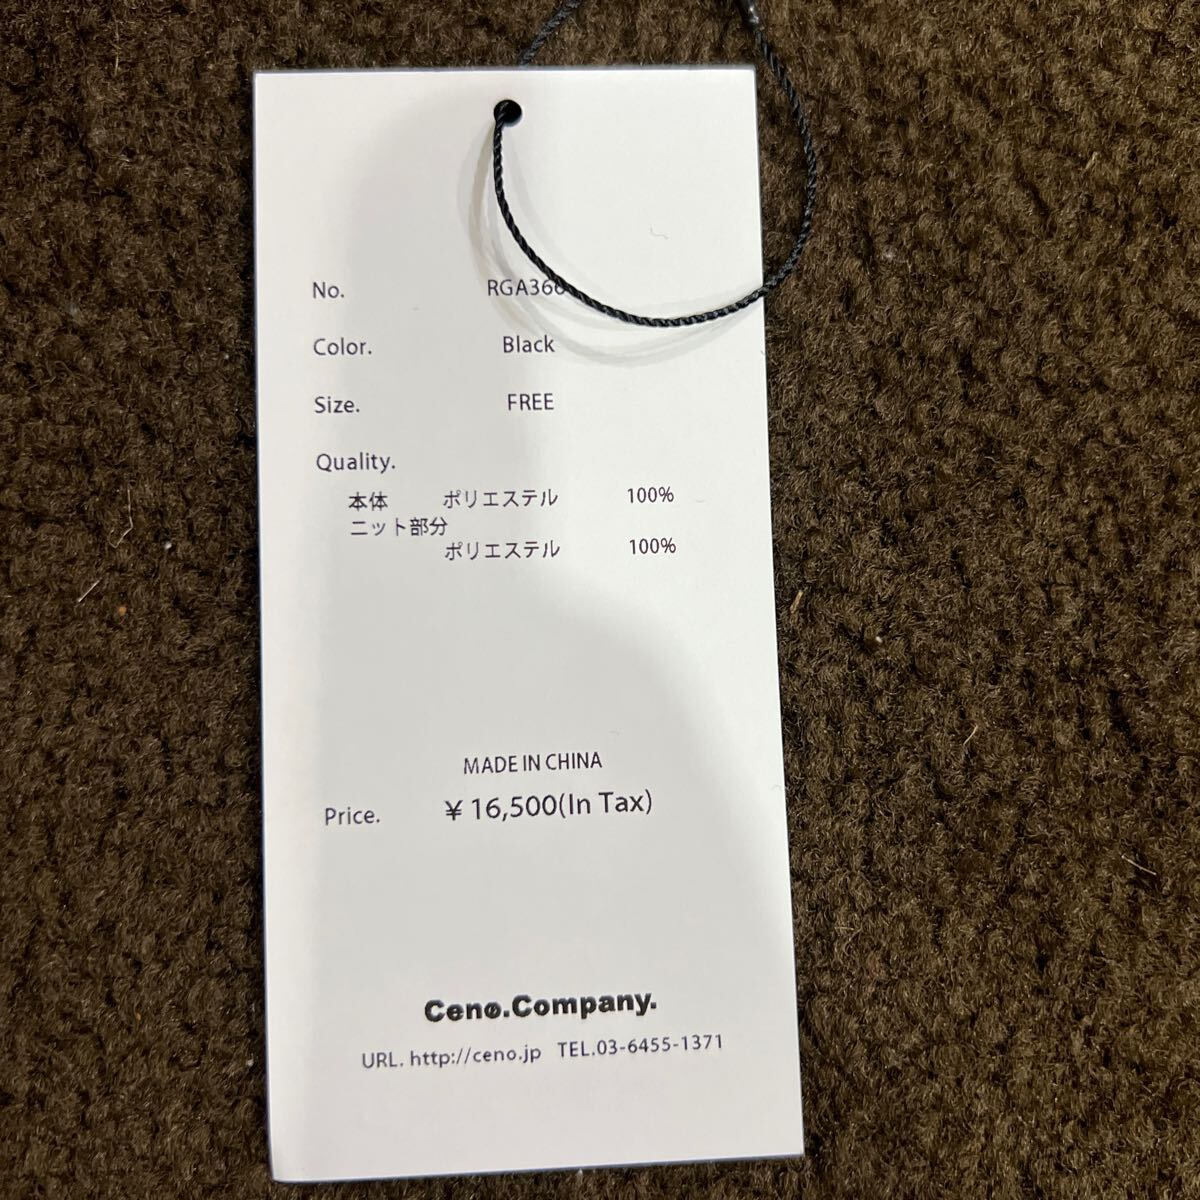 No. RGA366
Color. Black
Size. FREE
Quality.
本体 ポリエステル 100%
ニット部分
ポリエステル 100%
MADE IN CHINA
Price. ¥ 16,500(In Tax)
Cenø.Company.
URL. http://ceno.jp TEL.03-6455-1371